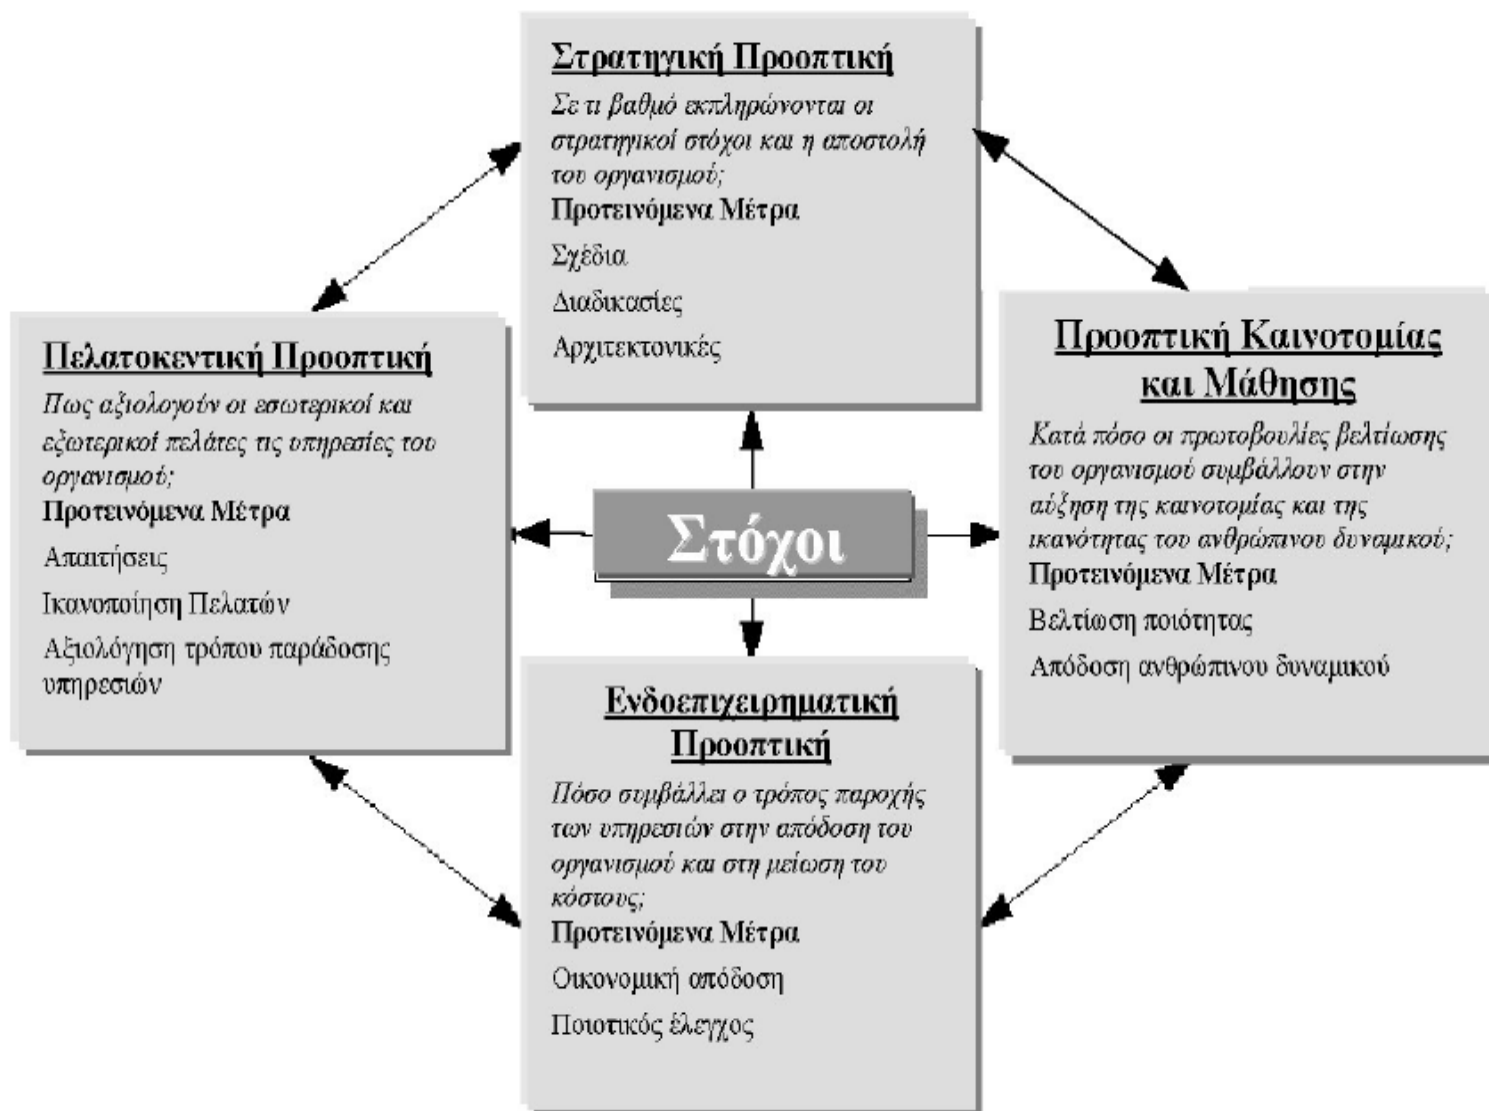 Στρατηγική Προοπτική
Σε τι βαθμό εκπληρώνονται οι
στρατηγικοί στόχοι και η αποστολή
του οργανισμού;
Προτεινόμενα Μέτρα
Σχέδια
Διαδικασίες
Αρχιτεκτονικές
Πελατοκεντική Προοπτική
Πως αξιολογούν οι εσωτερικοί και
εξωτερικοί πελάτες τις υπηρεσίες του
οργανισμού;
Προτεινόμενα Μέτρα
Απαιτήσεις
Ικανοποίηση Πελατών
Αξιολόγηση τρόπου παράδοσης
υπηρεσιών
Στόχοι
Προοπτική Καινοτομίας
και Μάθησης
Κατά πόσο οι πρωτοβουλίες βελτίωσης
του οργανισμού συμβάλλουν στην
αύξηση της καινοτομίας και της
ικανότητας του ανθρώπινου δυναμικού;
Προτεινόμενα Μέτρα
Βελτίωση ποιότητας
Απόδοση ανθρώπινου δυναμικού
Ενδοεπιχειρηματική
Προοπτική
Πόσο συμβάλλει ο τρόπος παροχής
των υπηρεσιών στην απόδοση του
οργανισμού και στη μείωση του
κόστους;
Προτεινόμενα Μέτρα
Οικονομική απόδοση
Ποιοτικός έλεγχος